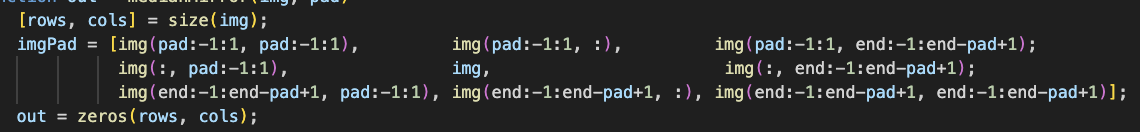 [rows, cols] = size(img);
imgPad = [img(pad:-1:1, pad:-1:1), img(pad:-1:1, :), img(pad:-1:1, end:-1:end-pad+1);
img(:, pad:-1:1), img, img(:, end:-1:end-pad+1);
img(end:-1:end-pad+1, pad:-1:1), img(end:-1:end-pad+1, :), img(end:-1:end-pad+1, end:-1:end-pad+1)];
out = zeros(rows, cols);